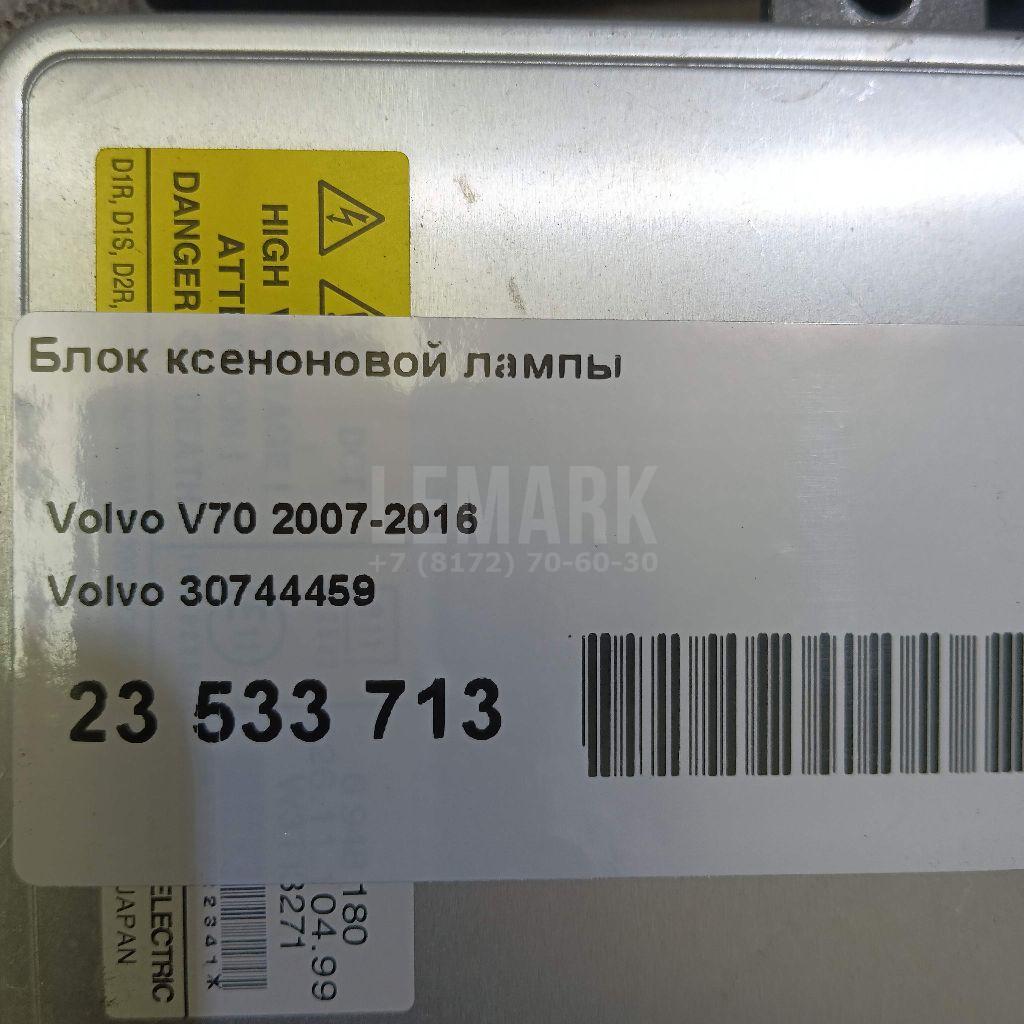 D1R, D1S, D2R,
DANGER
HIGH
Блок ксеноновой лампы
LEMARK
+7 (8172) 70-60-30
Volvo V70 2007-2016
Volvo 30744459
23 533 713
JAPAN
ELECTRIC
2341X
3271
04.99
180